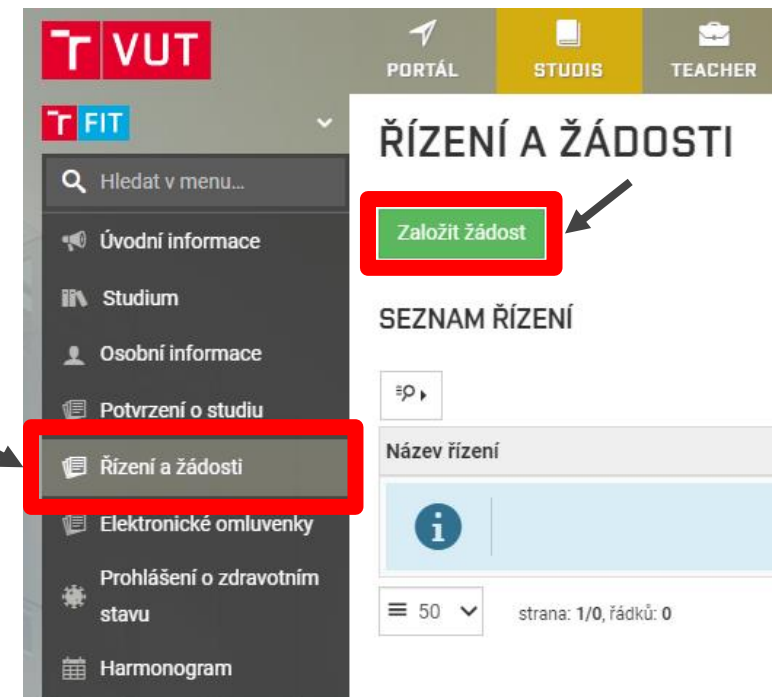 T VUT
PORTÁL
STUDIS
TEACHER
T FIT
Hledat v menu...
Úvodní informace
Studium
Osobní informace
Potvrzení o studiu
Řízení a žádosti
Elektronické omluvenky
Prohlášení o zdravotním
stavu
Harmonogram
ŘÍZENÍ A ŽÁDOSTI
Založit žádost
SEZNAM ŘÍZENÍ
Název řízení
50
strana: 1/0, řádků: 0